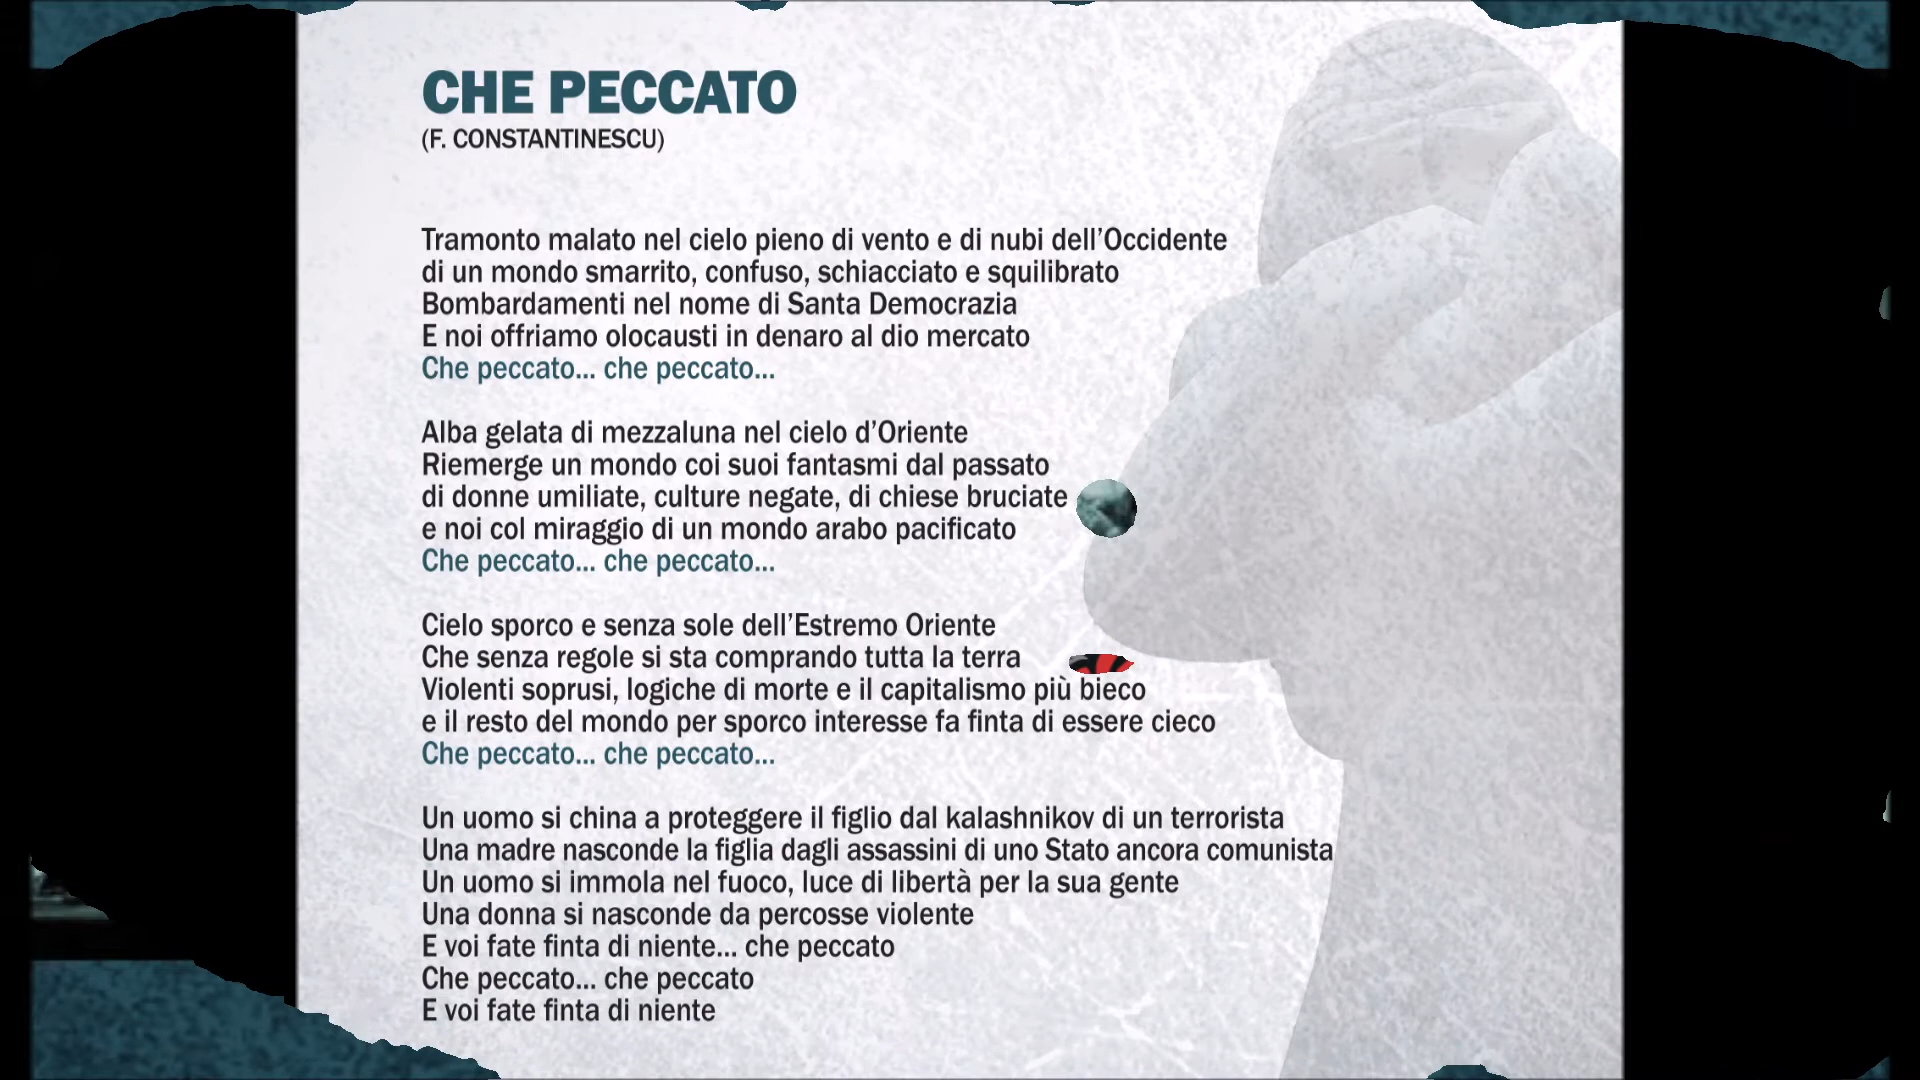 CHE PECCATO
(F. CONSTANTINESCU)
Tramonto malato nel cielo pieno di vento e di nubi dell’Occidente
di un mondo smarrito, confuso, schiacciato e squilibrato
Bombardamenti nel nome di Santa Democrazia
E noi offriamo olocausti in denaro al dio mercato
Che peccato... che peccato...
Alba gelata di mezzaluna nel cielo d’Oriente
Riemerge un mondo coi suoi fantasmi dal passato
di donne umiliate, culture negate, di chiese bruciate
e noi col miraggio di un mondo arabo pacificato
Che peccato... che peccato...
Cielo sporco e senza sole dell’Estremo Oriente
Che senza regole si sta comprando tutta la terra
Violenti soprusi, logiche di morte e il capitalismo più bieco
e il resto del mondo per sporco interesse fa finta di essere cieco
Che peccato... che peccato...
Un uomo si china a proteggere il figlio dal kalashnikov di un terrorista
Una madre nasconde la figlia dagli assassini di uno Stato ancora comunista
Un uomo si immola nel fuoco, luce di libertà per la sua gente
Una donna si nasconde da percosse violente
E voi fate finta di niente... che peccato
Che peccato... che peccato
E voi fate finta di niente